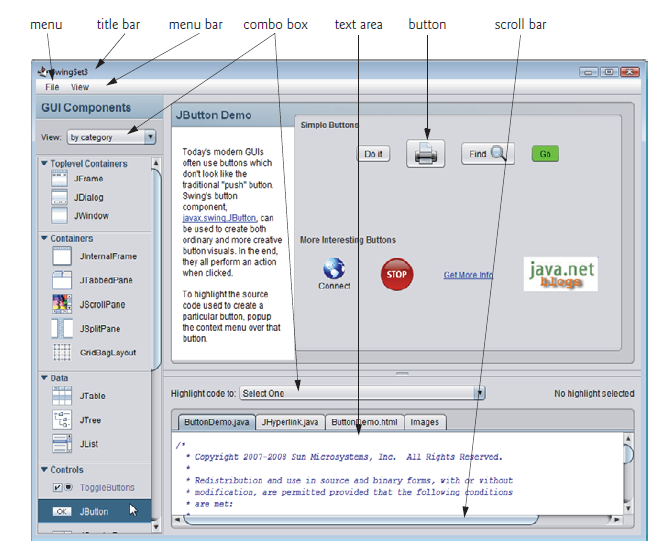 menu title bar menu bar combo box text area button scroll bar
SwingSet3
File View
GUI Components
View: by category
Toplevel Containers
JFrame
JDialog
JWindow
Containers
JInternalFrame
JTabbedPane
JScrollPane
JSplitPane
GridBagLayout
Data
JTable
JTree
JList
Controls
ToggleButtons
OK JButton
JButton Demo
Today's modern GUIs
often use buttons which
don't look like the
traditional "push" button.
Swing's button
component,
javax.swing.JButton, can
be used to create both
ordinary and more creative
button visuals. In the end,
they all perform an action
when clicked.
To highlight the source
code used to create a
particular button, popup
the context menu over that
button.
Simple Buttons
Do it Find Go
More Interesting Buttons
Connect STOP Get More Info java.net
blogs
Highlight code to: Select One No highlight selected
ButtonDemo.java JHyperlink.java ButtonDemo.html Images
/*
* Copyright 2007-2008 Sun Microsystems, Inc. All Rights Reserved.
*
* Redistribution and use in source and binary forms, with or without
* modification, are permitted provided that the following conditions
* are met:
*